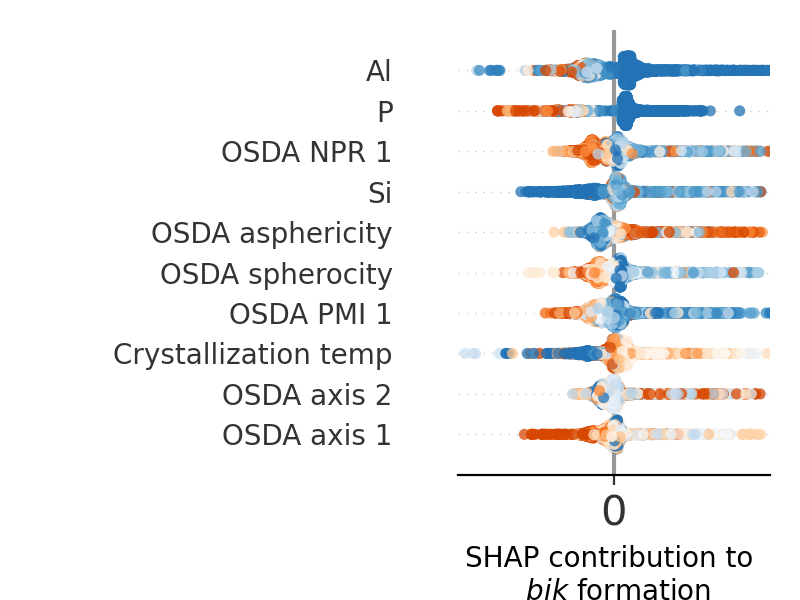 Al
P
OSDA NPR 1
Si
OSDA asphericity
OSDA spherocity
OSDA PMI 1
Crystallization temp
OSDA axis 2
OSDA axis 1
0
SHAP contribution to
bik formation